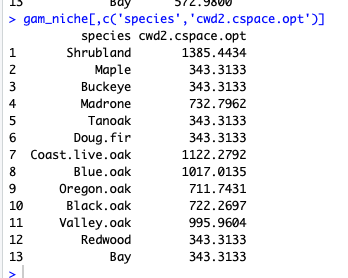 13 Bay 572.9800
> gam_niche[,c('species','cwd2.cspace.opt')]
species cwd2.cspace.opt
1 Shrubland 1385.4434
2 Maple 343.3133
3 Buckeye 343.3133
4 Madrone 732.7962
5 Tanoak 343.3133
6 Doug.fir 343.3133
7 Coast.live.oak 1122.2792
8 Blue.oak 1017.0135
9 Oregon.oak 711.7431
10 Black.oak 722.2697
11 Valley.oak 995.9604
12 Redwood 343.3133
13 Bay 343.3133
>